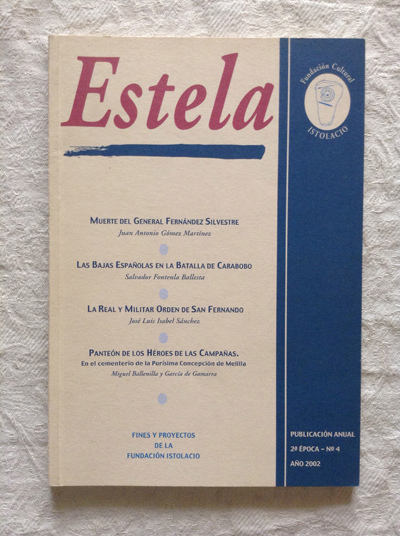 Estela
Fundación Cultural
ISTOLACIO
MUERTE DEL GENERAL FERNÁNDEZ SILVESTRE
Juan Antonio Gómez Martínez
LAS BAJAS ESPAÑOLAS EN LA BATALLA DE CARABOBO
Salvador Fontenla Ballesta
LA REAL Y MILITAR ORDEN DE SAN FERNANDO
José Luis Isabel Sánchez
PANTEÓN DE LOS HÉROES DE LAS CAMPAÑAS.
En el cementerio de la Purísima Concepción de Melilla
Miguel Ballenilla y García de Gamarra
FINES Y PROYECTOS
DE LA
FUNDACIÓN ISTOLACIO
PUBLICACIÓN ANUAL
2ª ÉPOCA – Nº 4
AÑO 2002